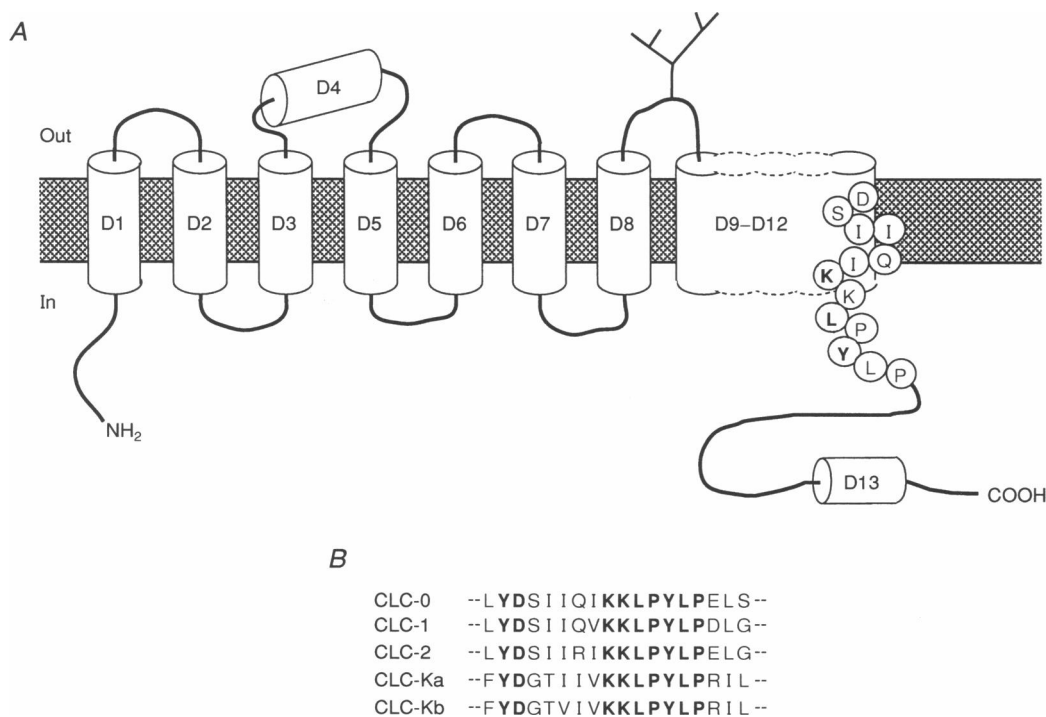 A
Out
In
D1
D2
D3
D4
D5
D6
D7
D8
D9–D12
D
S
I
I
Q
I
K
K
L
P
Y
L
P
NH2
D13
COOH
B
CLC-0 --LYDSIIQIKKLPYLPELS--
CLC-1 --LYDSIIQVKKLPYLPDLG--
CLC-2 --LYDSIIRIKKLPYLPELG--
CLC-Ka --FYDGTIIVKKLPYLPRIL--
CLC-Kb --FYDGTVIVKKLPYLPRIL--